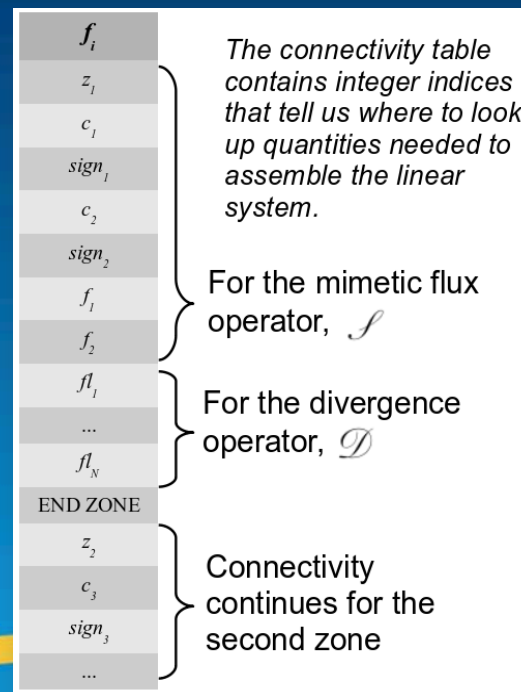 f_i
z_1
c_1
sign_1
c_2
sign_2
f_1
f_2
fl_1
...
fl_N
END ZONE
z_2
c_3
sign_3
...
The connectivity table
contains integer indices
that tell us where to look
up quantities needed to
assemble the linear
system.
For the mimetic flux
operator, 𝒮
For the divergence
operator, 𝒟
Connectivity
continues for the
second zone